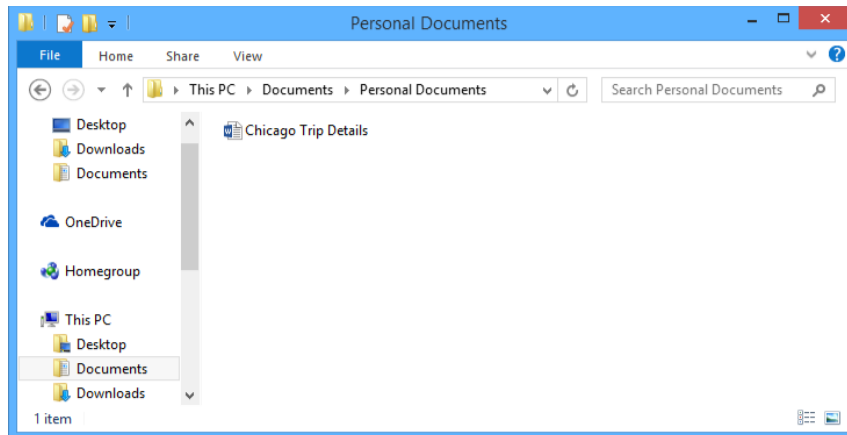 Personal Documents
File Home Share View
This PC Documents Personal Documents Search Personal Documents
Desktop
Downloads
Documents
OneDrive
Homegroup
This PC
Desktop
Documents
Downloads
Chicago Trip Details
1 item